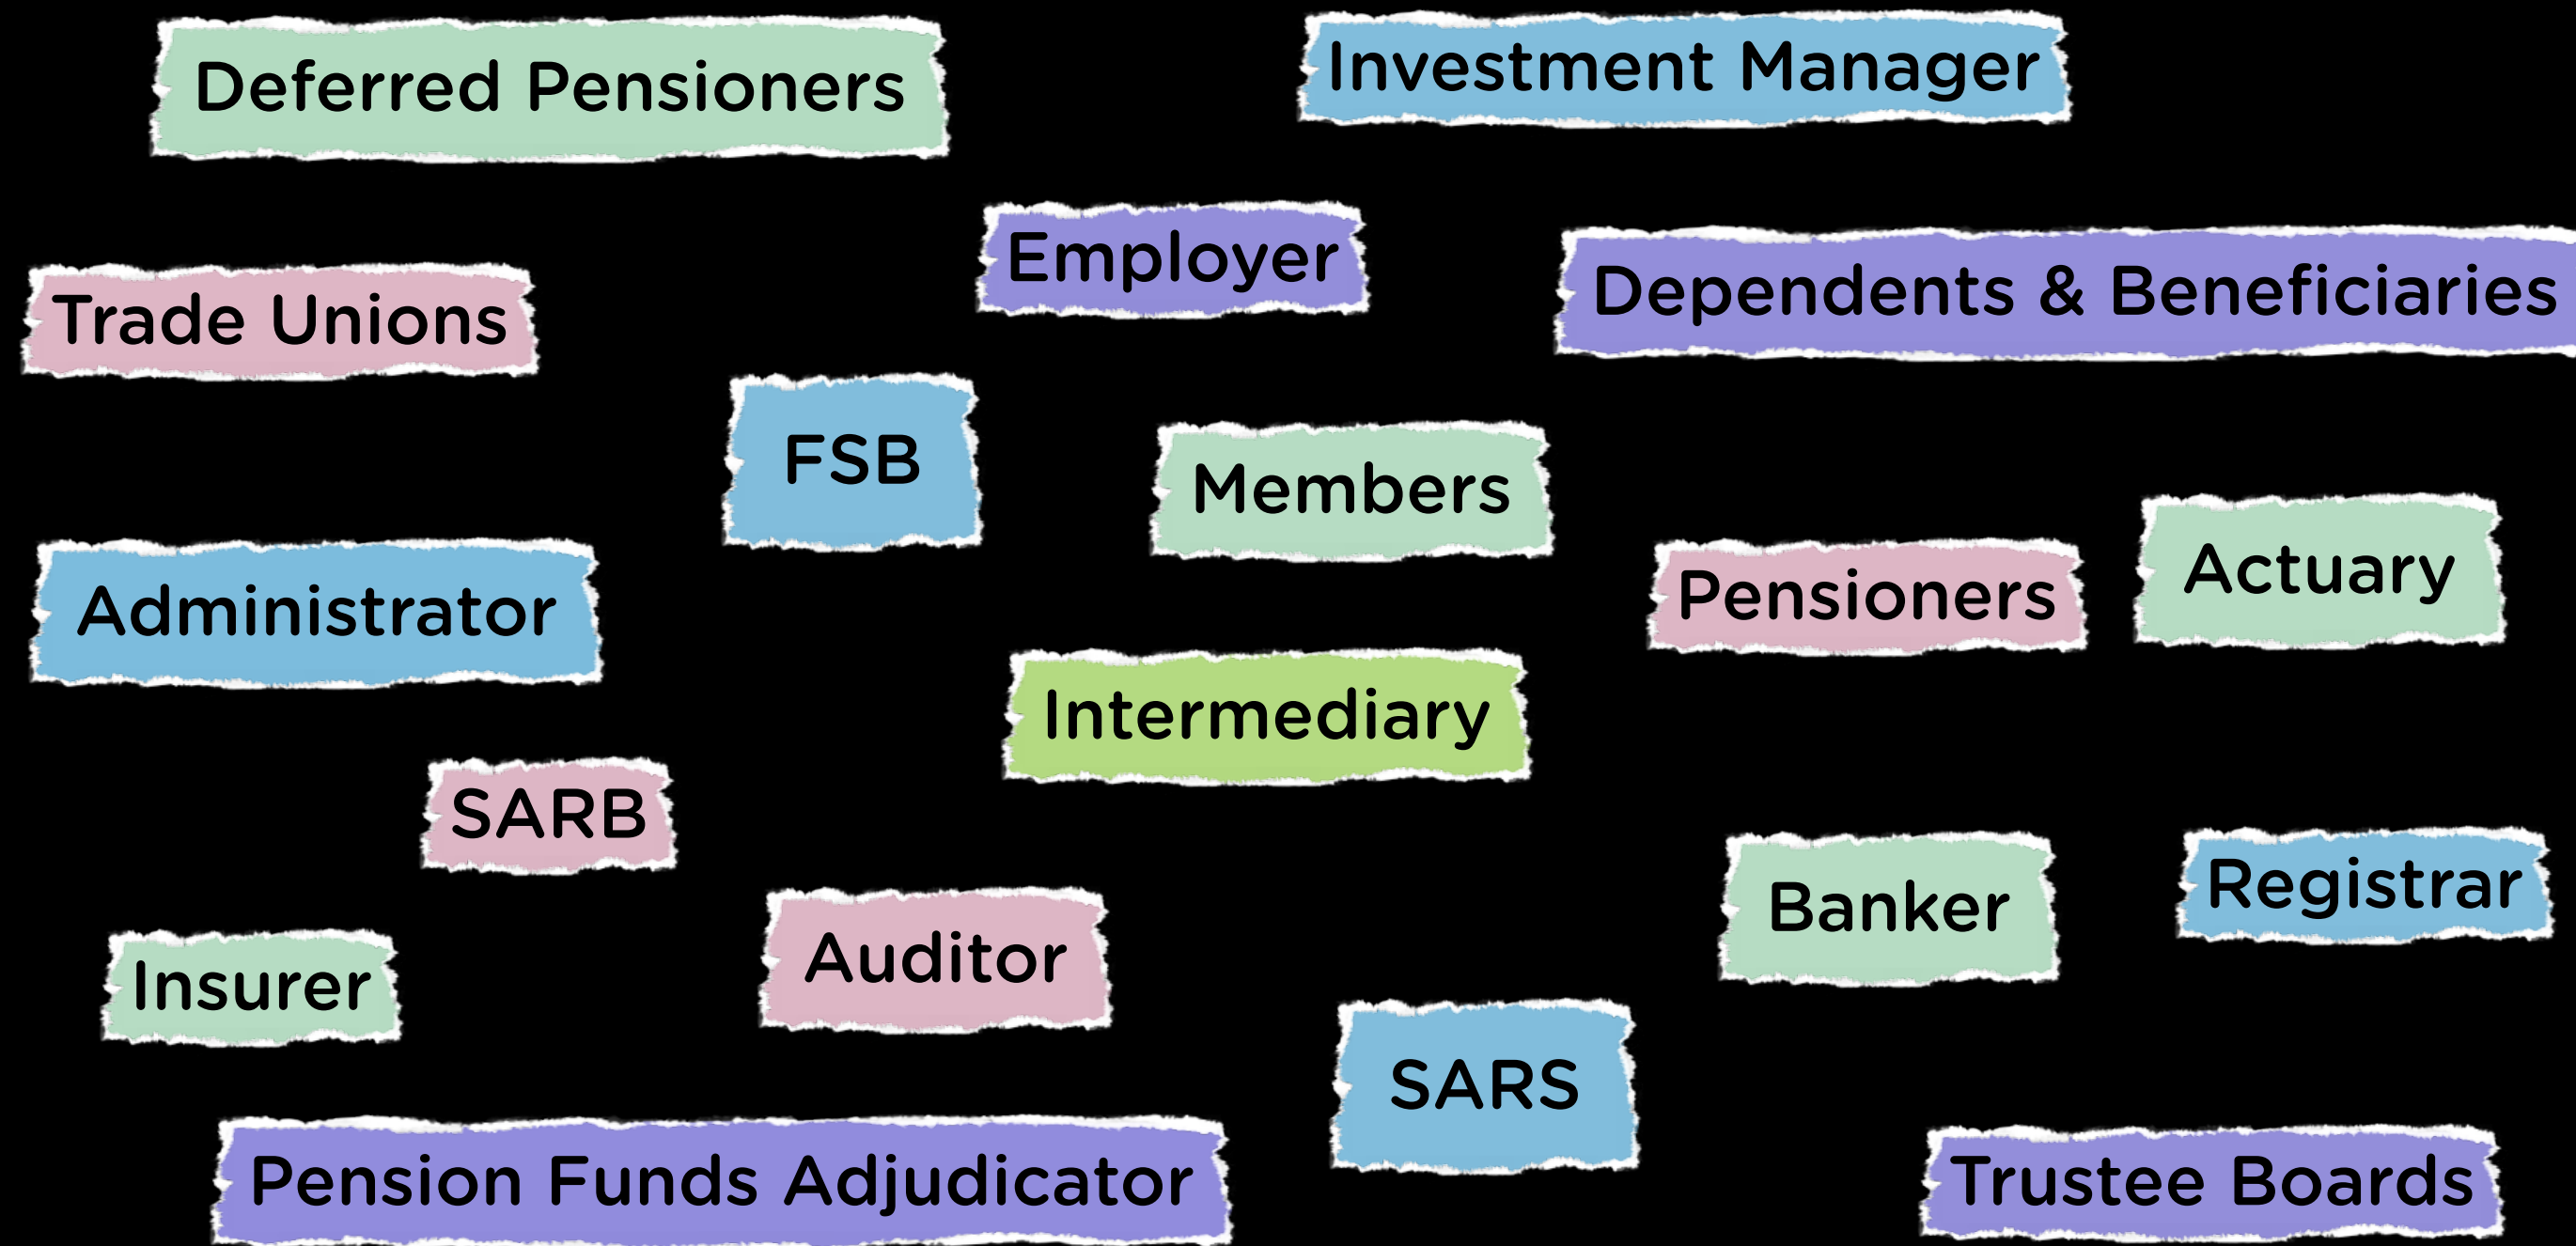 Deferred Pensioners
Investment Manager
Employer
Dependents & Beneficiaries
Trade Unions
FSB
Members
Actuary
Pensioners
Administrator
Intermediary
SARB
Registrar
Banker
Auditor
Insurer
SARS
Pension Funds Adjudicator
Trustee Boards